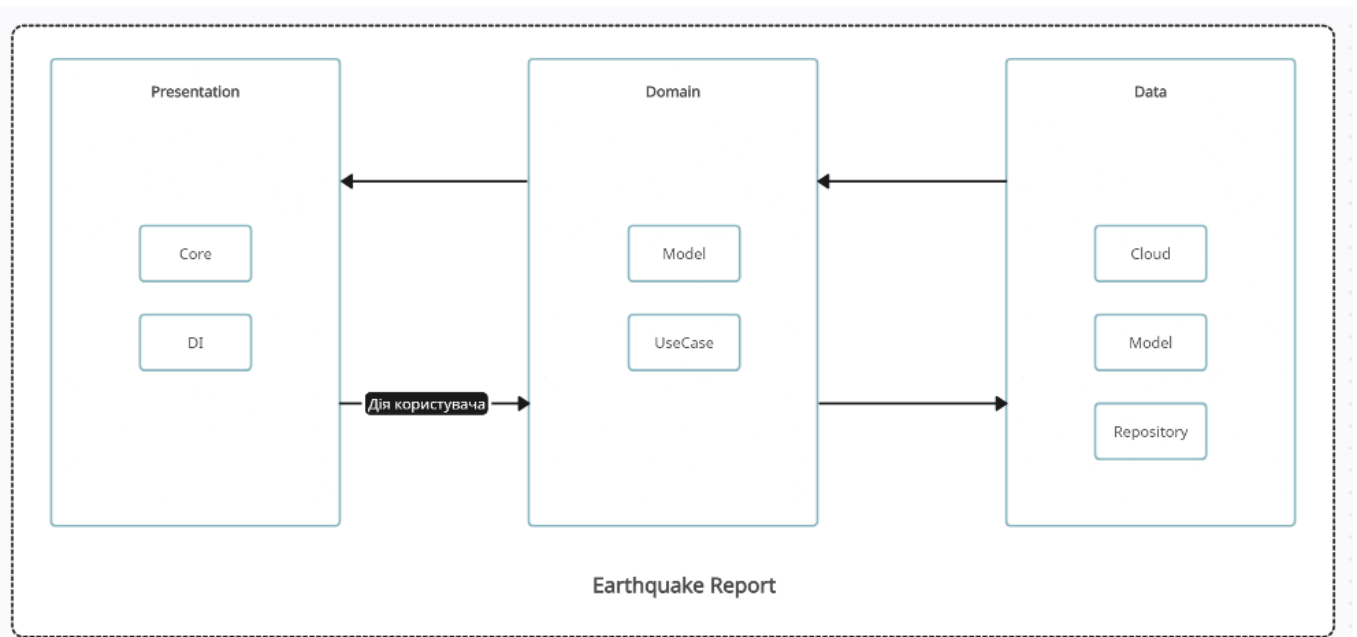 Presentation
Domain
Data
Core
Model
Cloud
DI
UseCase
Model
Дія користувача
Repository
Earthquake Report